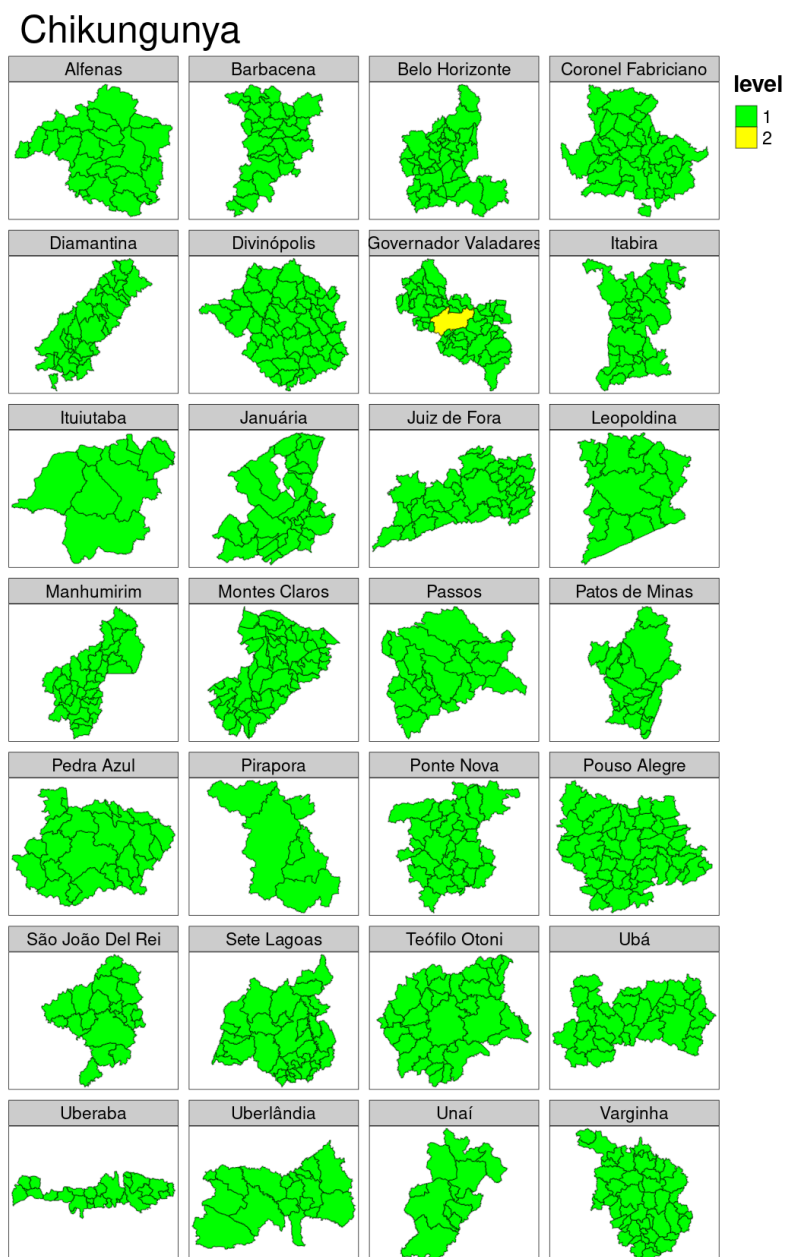 Chikungunya
Alfenas
Barbacena
Belo Horizonte
Coronel Fabriciano
level
1
2
Diamantina
Divinópolis
Governador Valadares
Itabira
Ituiutaba
Januária
Juiz de Fora
Leopoldina
Manhumirim
Montes Claros
Passos
Patos de Minas
Pedra Azul
Pirapora
Ponte Nova
Pouso Alegre
São João Del Rei
Sete Lagoas
Teófilo Otoni
Ubá
Uberaba
Uberlândia
Unaí
Varginha